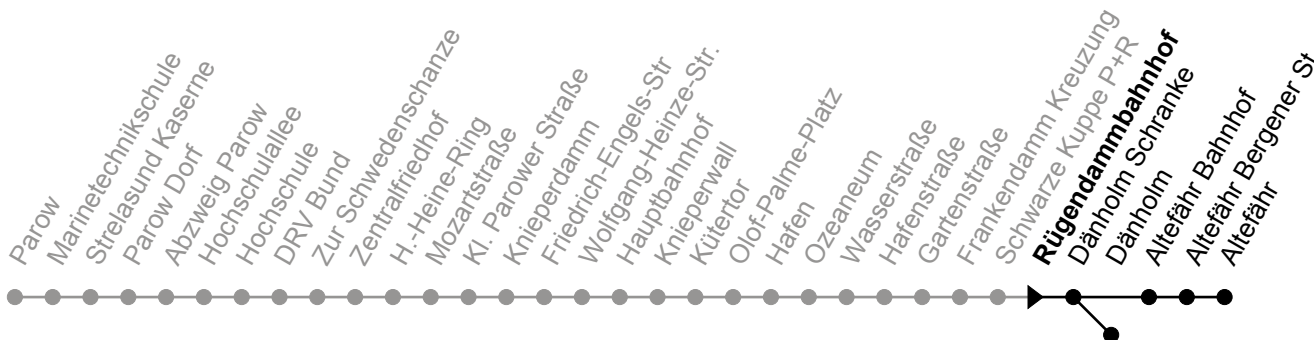 Parow
Marinetechnikschule
Strelasund Kaserne
Parow Dorf
Abzweig Parow
Hochschulallee
Hochschule
DRV Bund
Zur Schwedenschanze
Zentralfriedhof
H.-Heine-Ring
Mozartstraße
Kl. Parower Straße
Knieperdamm
Friedrich-Engels-Str
Wolfgang-Heinze-Str.
Hauptbahnhof
Knieperwall
Kütertor
Olof-Palme-Platz
Hafen
Ozeaneum
Wasserstraße
Hafenstraße
Gartenstraße
Frankendamm Kreuzung
Schwarze Kuppe P+R
Rügendammbahnhof
Dänholm Schranke
Dänholm
Altefähr Bahnhof
Altefähr Bergener St
Altefähr